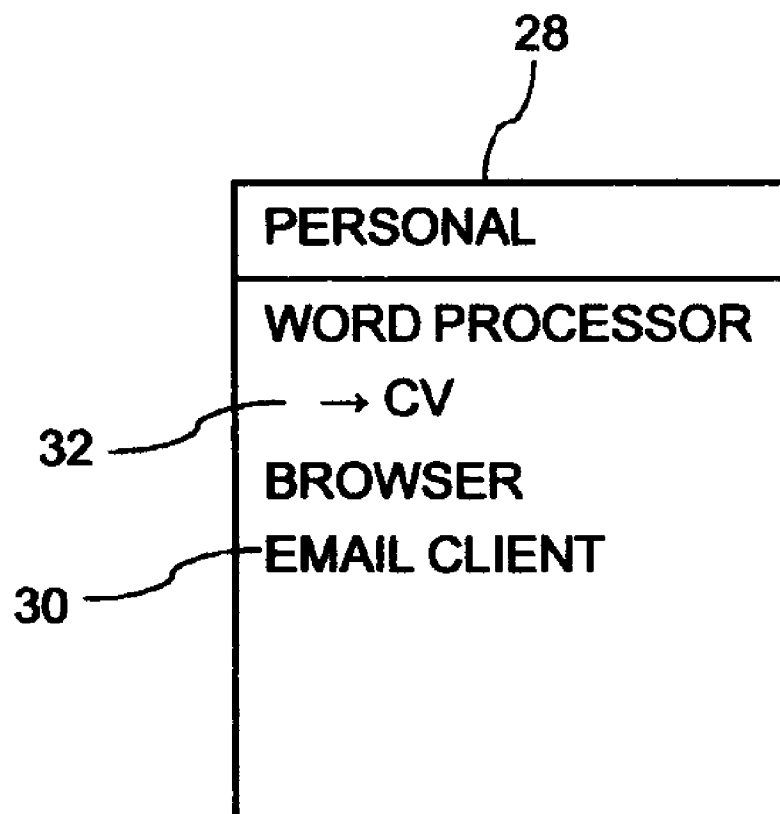 28
PERSONAL
WORD PROCESSOR
32 → CV
BROWSER
30 EMAIL CLIENT